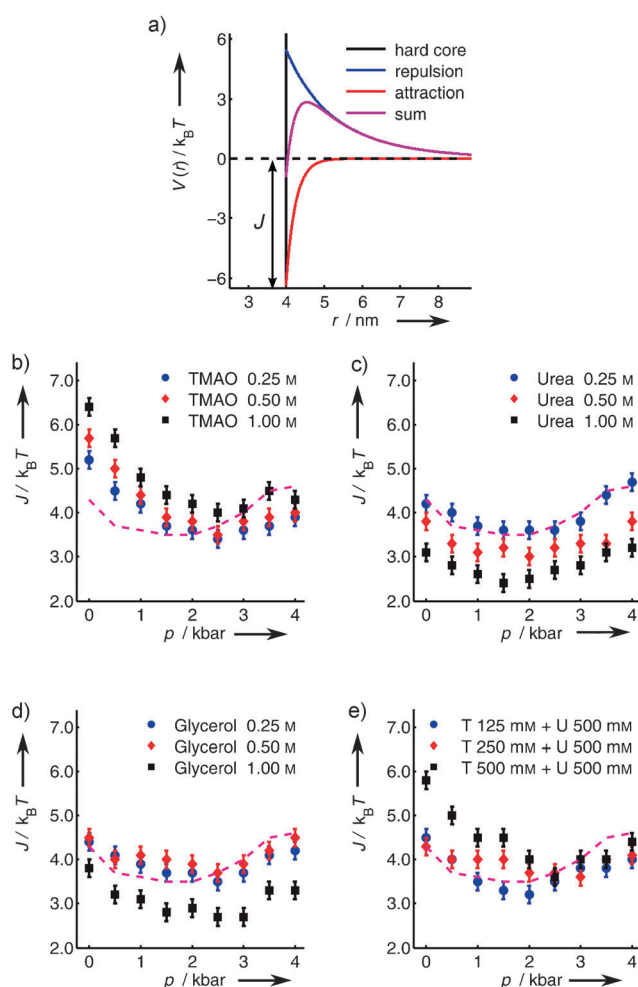 a)
V(r)/k_BT
6
3
0
−3
−6
J
hard core
repulsion
attraction
sum
3 4 5 6 7 8
r / nm
b)
J / k_BT
7.0
6.0
5.0
4.0
3.0
2.0
TMAO 0.25 M
TMAO 0.50 M
TMAO 1.00 M
0 1 2 3 4
p / kbar
c)
J / k_BT
7.0
6.0
5.0
4.0
3.0
2.0
Urea 0.25 M
Urea 0.50 M
Urea 1.00 M
0 1 2 3 4
p / kbar
d)
J / k_BT
7.0
6.0
5.0
4.0
3.0
2.0
Glycerol 0.25 M
Glycerol 0.50 M
Glycerol 1.00 M
0 1 2 3 4
p / kbar
e)
J / k_BT
7.0
6.0
5.0
4.0
3.0
2.0
T 125 mM + U 500 mM
T 250 mM + U 500 mM
T 500 mM + U 500 mM
0 1 2 3 4
p / kbar